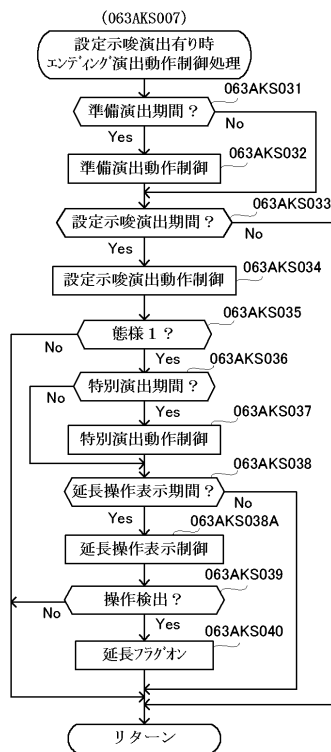 (063AKS007)
設定示唆演出有り時
エンディング演出動作制御処理
063AKS031
準備演出期間？
No
Yes
063AKS032
準備演出動作制御
063AKS033
設定示唆演出期間？
No
Yes
063AKS034
設定示唆演出動作制御
063AKS035
態様１？
No
Yes
063AKS036
特別演出期間？
No
Yes
063AKS037
特別演出動作制御
063AKS038
延長操作表示期間？
No
Yes
063AKS038A
延長操作表示制御
063AKS039
操作検出？
No
Yes
063AKS040
延長フラグオン
リターン